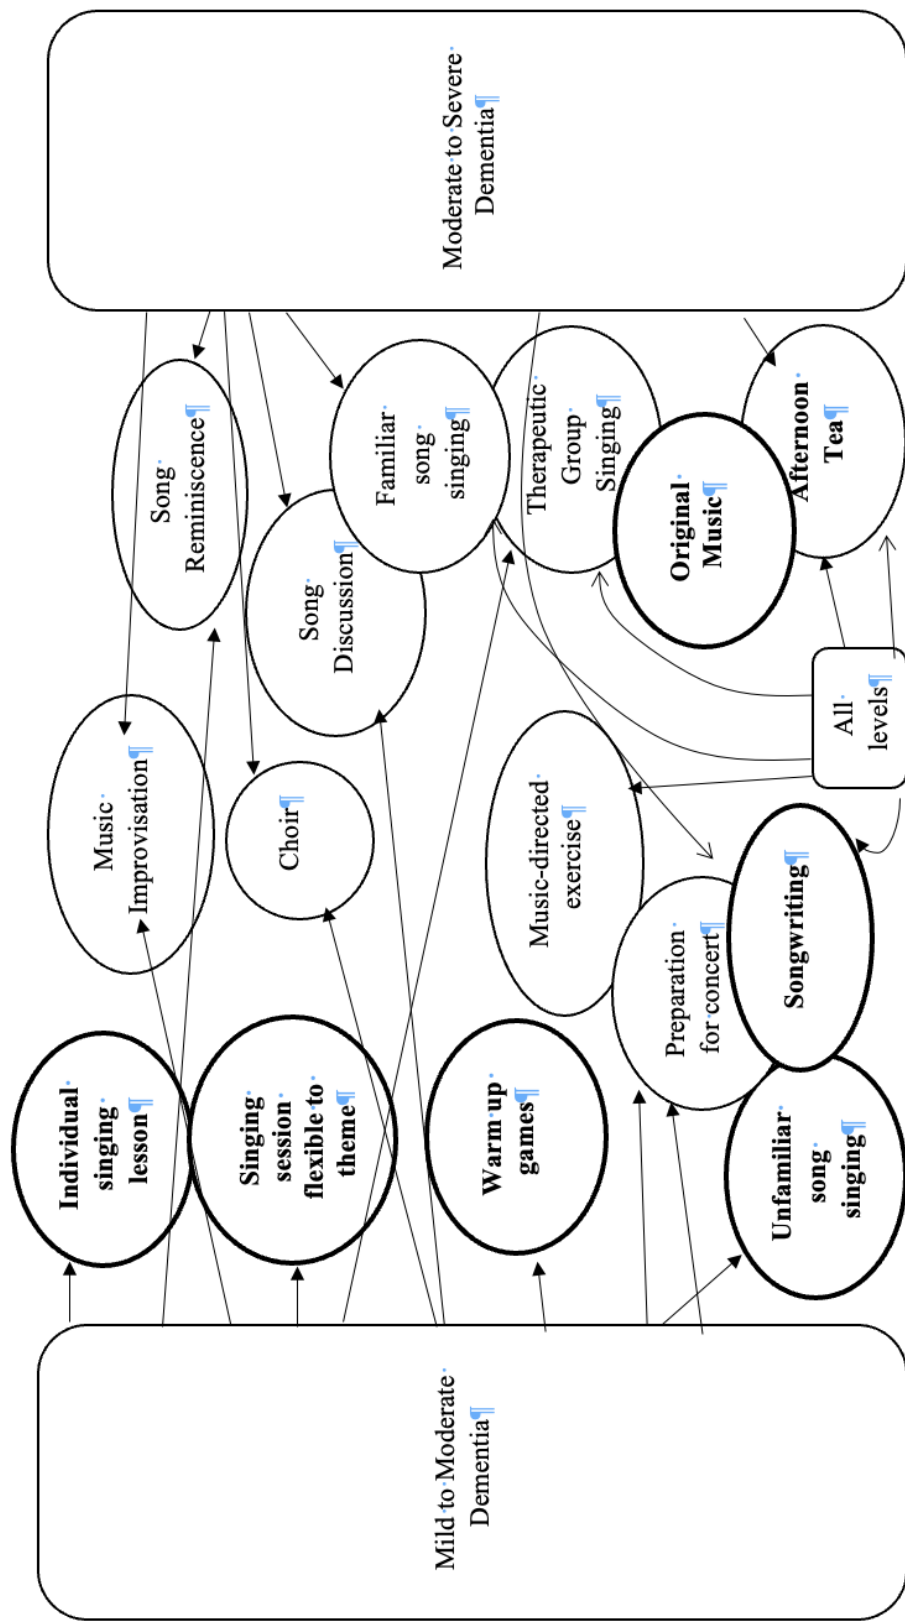 Mild to Moderate
Dementia¶
Individual
singing
lesson¶
Singing
session
flexible to
theme¶
Warm up
games¶
Unfamiliar
song
singing¶
Music
Improvisation¶
Choir¶
Music-directed
exercise¶
Preparation
for concert¶
Songwriting¶
Song
Reminiscence¶
Song
Discussion¶
Familiar
song
singing¶
Therapeutic
Group
Singing¶
Original
Music¶
Afternoon
Tea¶
All
levels¶
Moderate to Severe
Dementia¶